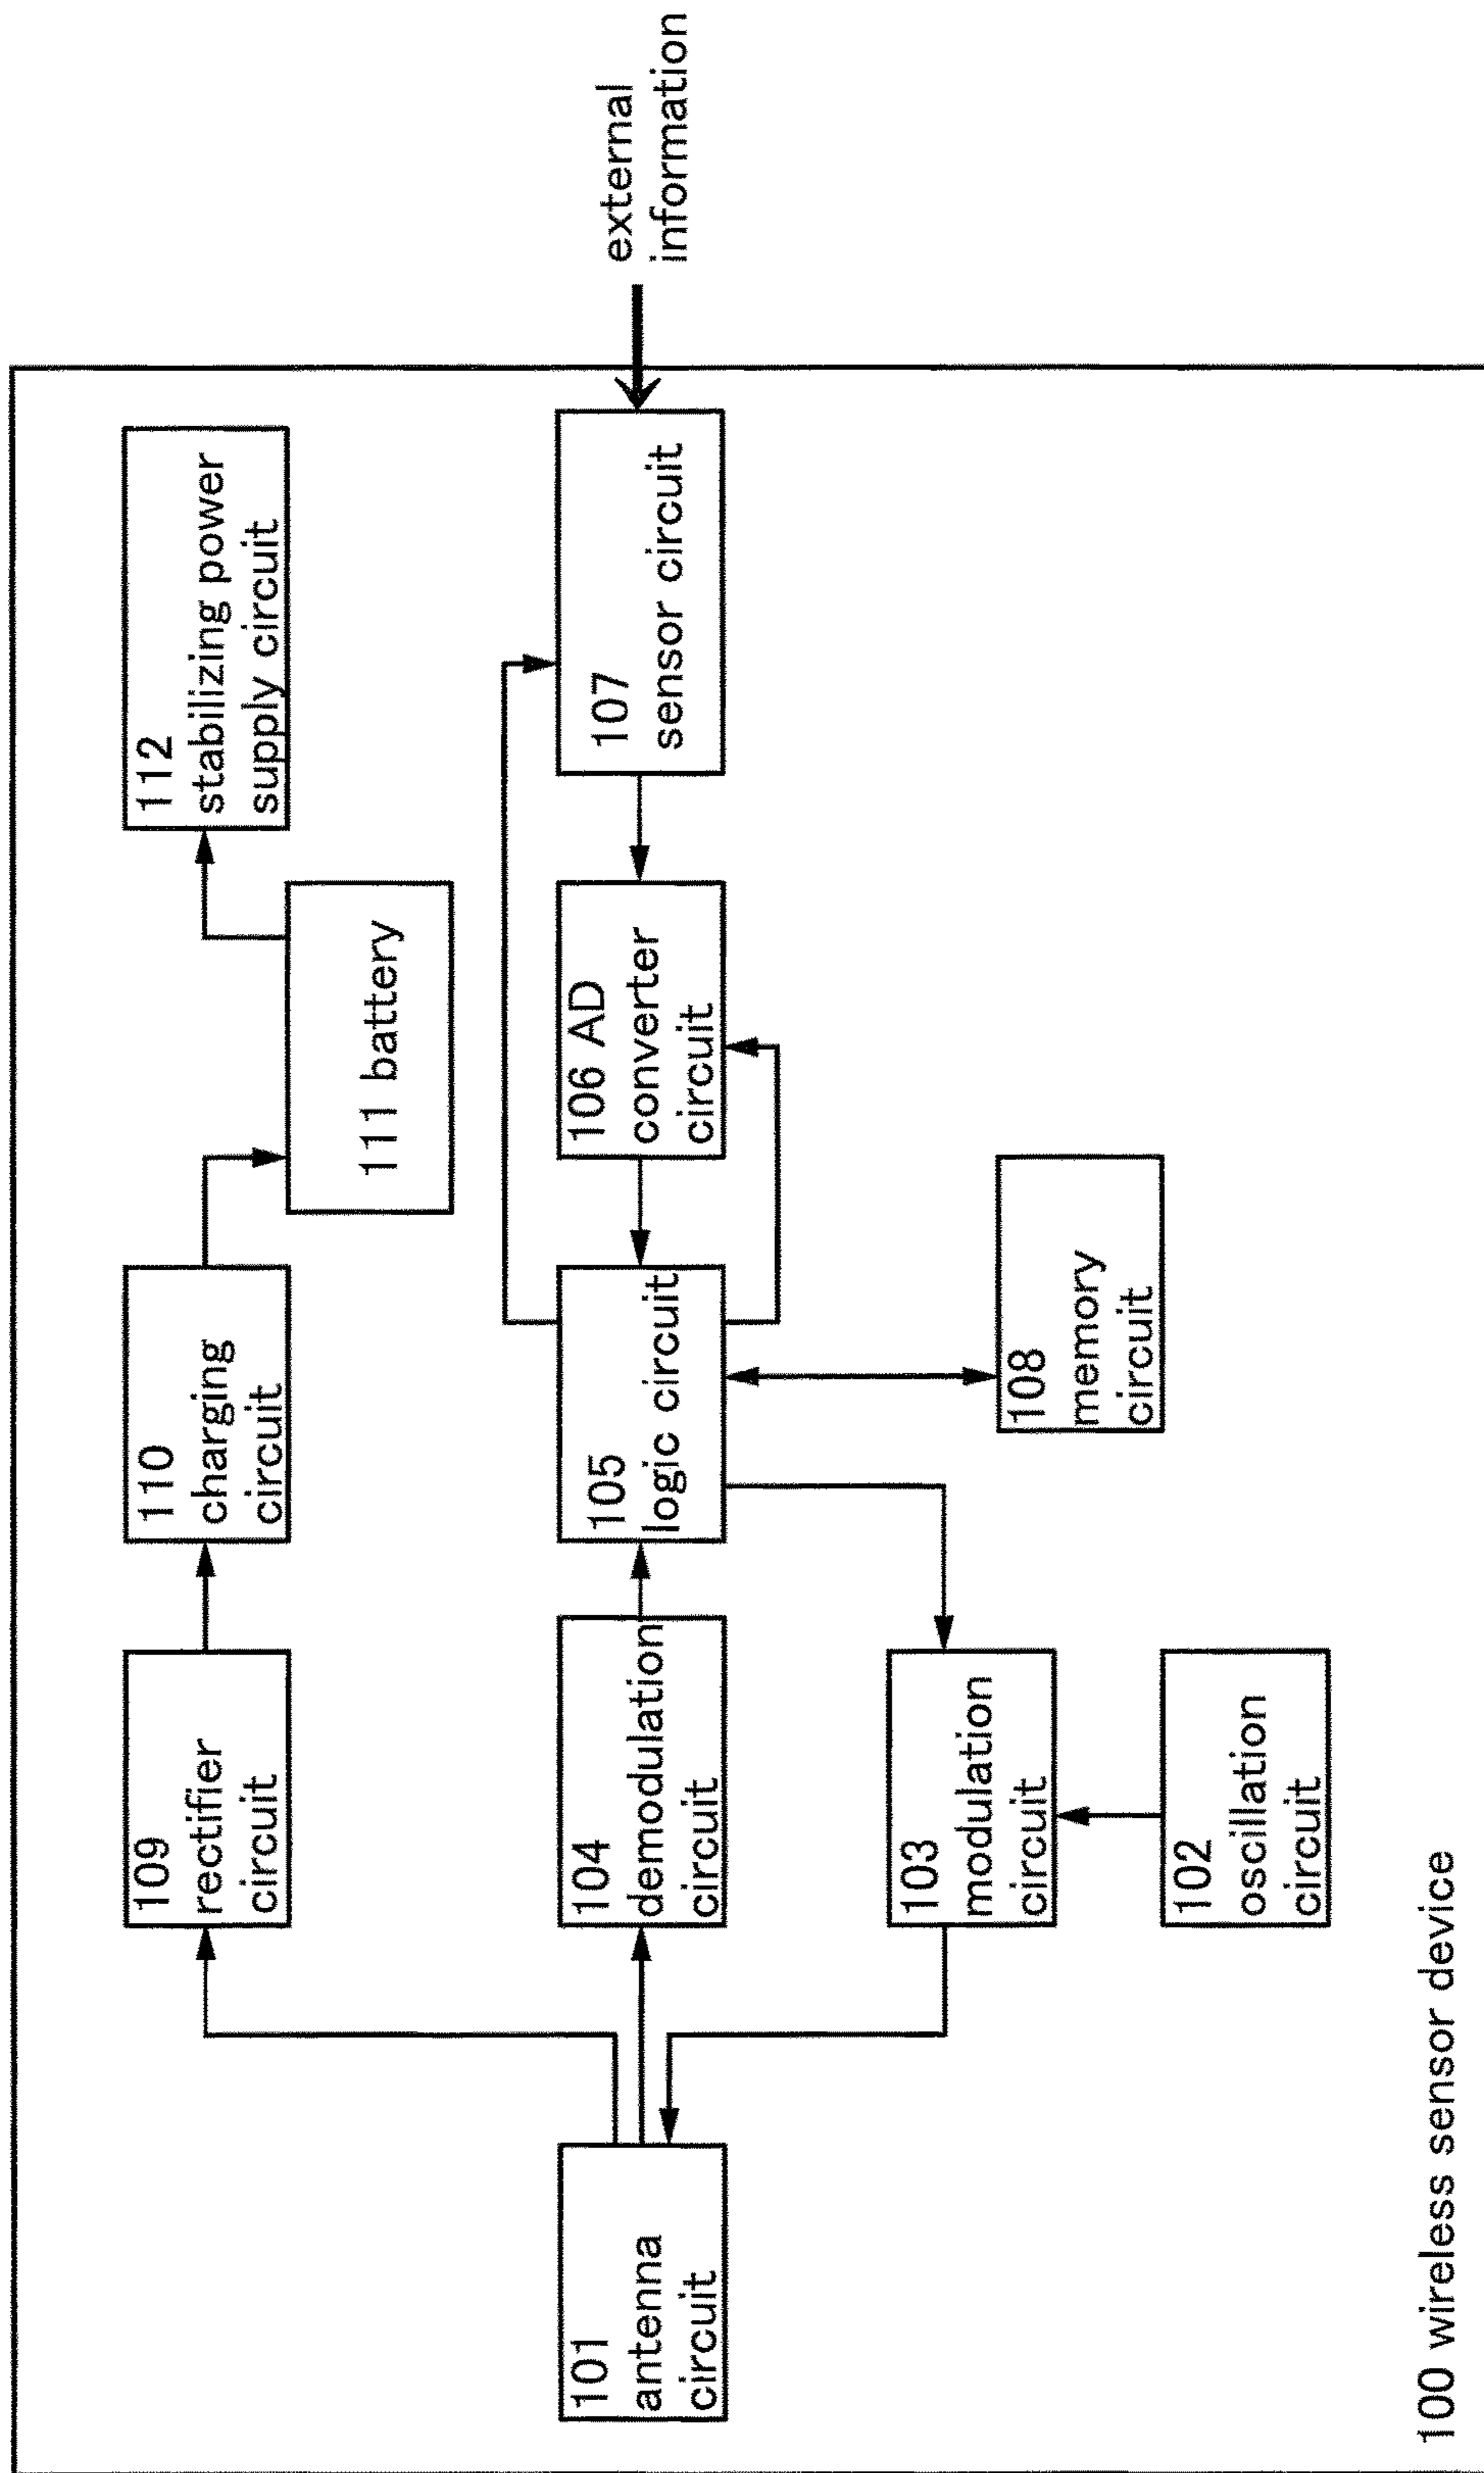 109
rectifier
circuit
110
charging
circuit
111 battery
112
stabilizing power
supply circuit
101
antenna
circuit
104
demodulation
circuit
105
logic circuit
106 AD
converter
circuit
107
sensor circuit
external
information
103
modulation
circuit
108
memory
circuit
102
oscillation
circuit
100 wireless sensor device